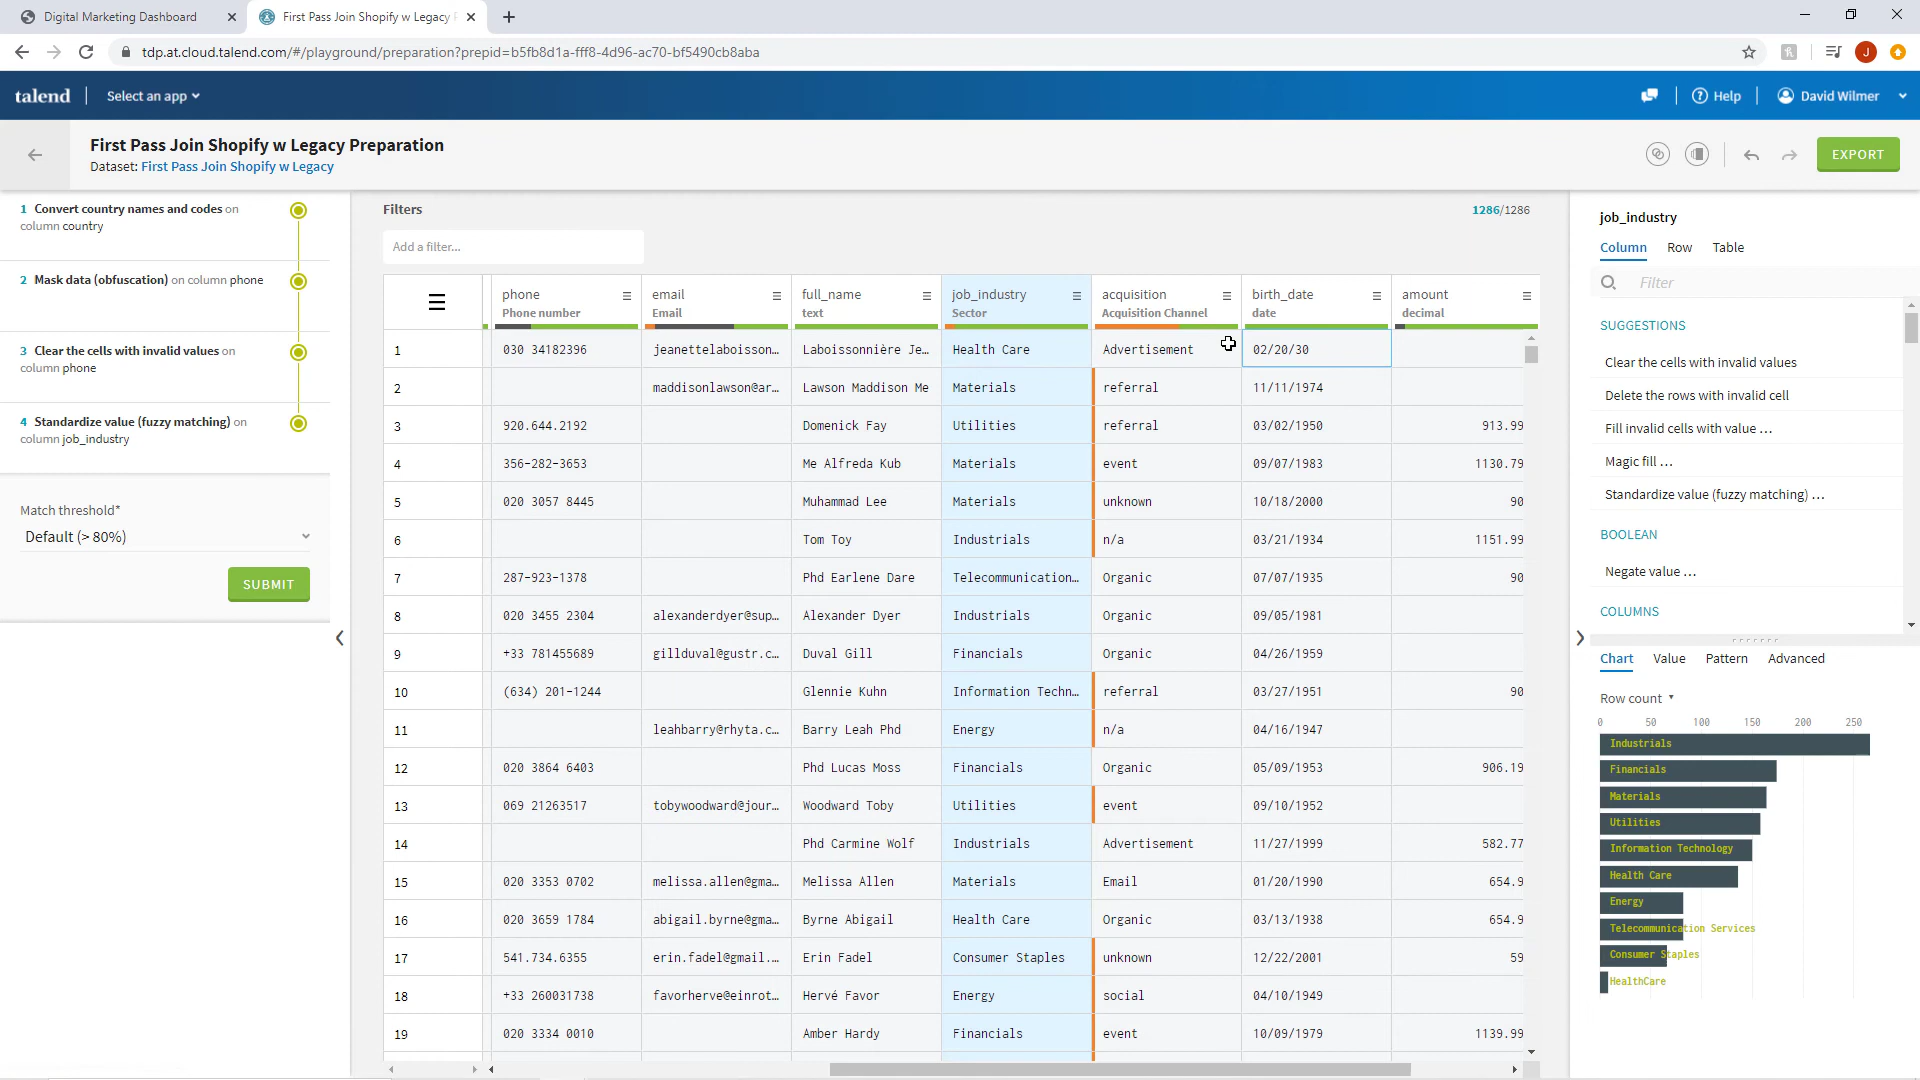 Digital Marketing Dashboard
First Pass Join Shopify w Legacy P
tdp.at.cloud.talend.com/#/playground/preparation?prepid=b5fb8d1a-fff8-4d96-ac70-bf5490cb8aba
J
talend
Select an app
Help
David Wilmer
First Pass Join Shopify w Legacy Preparation
Dataset: First Pass Join Shopify w Legacy
EXPORT
1 Convert country names and codes on
column country
2 Mask data (obfuscation) on column phone
3 Clear the cells with invalid values on
column phone
4 Standardize value (fuzzy matching) on
column job_industry
Match threshold*
Default (> 80%)
SUBMIT
Filters
1286/1286
Add a filter...
phone email full_name job_industry acquisition birth_date amount
Phone number Email text Sector Acquisition Channel date decimal
1 030 34182396 jeanettelaboisson... Laboissonnière Je... Health Care Advertisement 02/20/30
2 maddisonlawson@ar... Lawson Maddison Me Materials referral 11/11/1974
3 920.644.2192 Domenick Fay Utilities referral 03/02/1950 913.99
4 356-282-3653 Me Alfreda Kub Materials event 09/07/1983 1130.79
5 020 3057 8445 Muhammad Lee Materials unknown 10/18/2000 90
6 Tom Toy Industrials n/a 03/21/1934 1151.99
7 287-923-1378 Phd Earlene Dare Telecommunication... Organic 07/07/1935 90
8 020 3455 2304 alexanderdyer@sup... Alexander Dyer Industrials Organic 09/05/1981
9 +33 781455689 gillduval@gustr.c... Duval Gill Financials Organic 04/26/1959
10 (634) 201-1244 Glennie Kuhn Information Techn... referral 03/27/1951 90
11 leahbarry@rhyta.c... Barry Leah Phd Energy n/a 04/16/1947
12 020 3864 6403 Phd Lucas Moss Financials Organic 05/09/1953 906.19
13 069 21263517 tobywoodward@jour... Woodward Toby Utilities event 09/10/1952
14 Phd Carmine Wolf Industrials Advertisement 11/27/1999 582.77
15 020 3353 0702 melissa.allen@gma... Melissa Allen Materials Email 01/20/1990 654.9
16 020 3659 1784 abigail.byrne@gma... Byrne Abigail Health Care Organic 03/13/1938 654.9
17 541.734.6355 erin.fadel@gmail.... Erin Fadel Consumer Staples unknown 12/22/2001 59
18 +33 260031738 favorherve@einrot... Hervé Favor Energy social 04/10/1949
19 020 3334 0010 Amber Hardy Financials event 10/09/1979 1139.99
job_industry
Column Row Table
Filter
SUGGESTIONS
Clear the cells with invalid values
Delete the rows with invalid cell
Fill invalid cells with value ...
Magic fill ...
Standardize value (fuzzy matching) ...
BOOLEAN
Negate value ...
COLUMNS
Chart Value Pattern Advanced
Row count
0 50 100 150 200 250
Industrials
Financials
Materials
Utilities
Information Technology
Health Care
Energy
Telecommunication Services
Consumer Staples
HealthCare